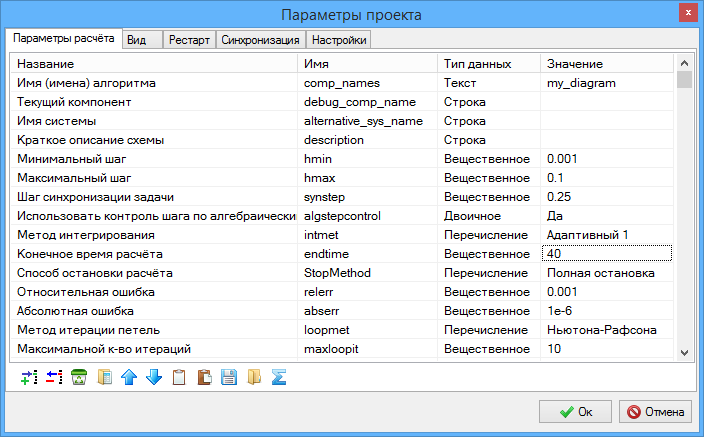 Параметры проекта
Параметры расчёта Вид Рестарт Синхронизация Настройки
Название Имя Тип данных Значение
Имя (имена) алгоритма comp_names Текст my_diagram
Текущий компонент debug_comp_name Строка
Имя системы alternative_sys_name Строка
Краткое описание схемы description Строка
Минимальный шаг hmin Вещественное 0.001
Максимальный шаг hmax Вещественное 0.1
Шаг синхронизации задачи synstep Вещественное 0.25
Использовать контроль шага по алгебраически algstepcontrol Двоичное Да
Метод интегрирования intmet Перечисление Адаптивный 1
Конечное время расчёта endtime Вещественное 40
Способ остановки расчёта StopMethod Перечисление Полная остановка
Относительная ошибка relerr Вещественное 0.001
Абсолютная ошибка abserr Вещественное 1e-6
Метод итерации петель loopmet Перечисление Ньютона-Рафсона
Максимальной к-во итераций maxloopit Вещественное 10
Ок Отмена